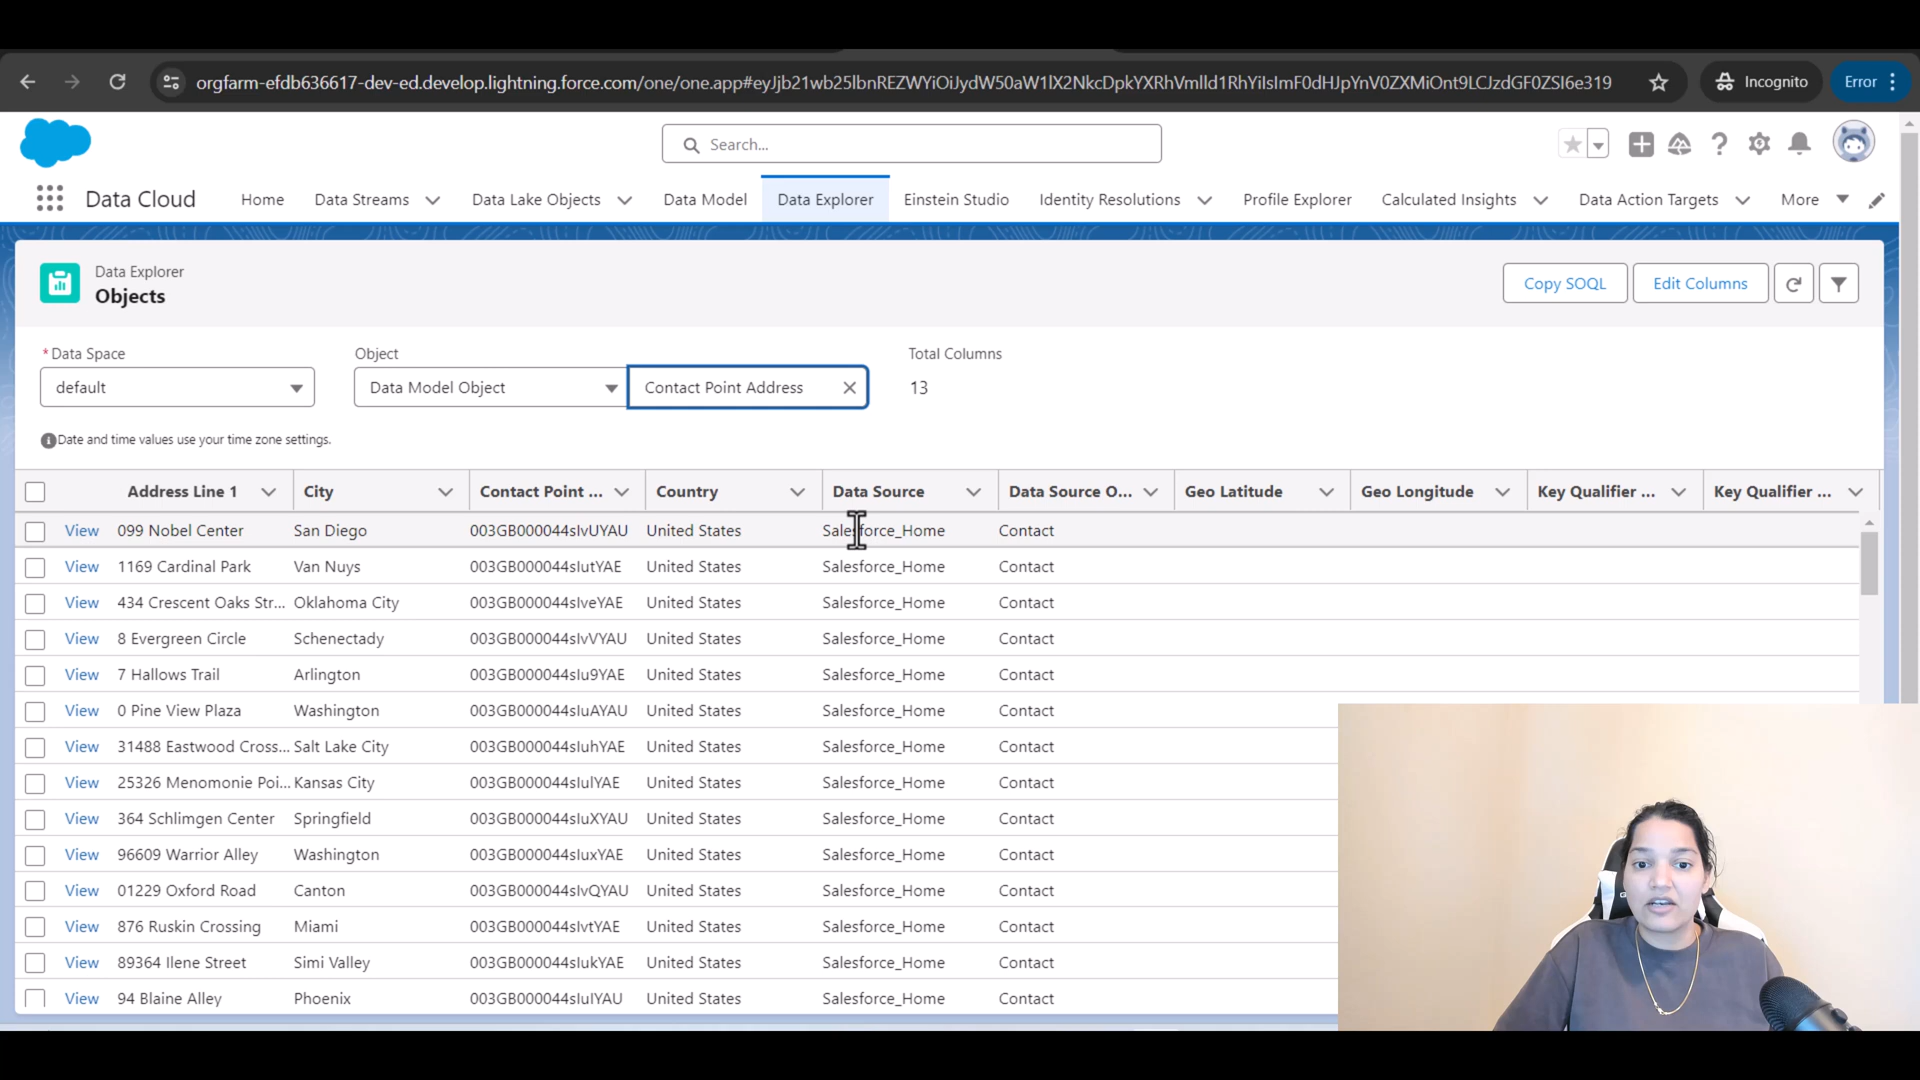 orgfarm-efdb636617-dev-ed.develop.lightning.force.com/one/one.app#eyJjb21wb25lbnREZWYiOiJydW50aW1lX2NkcDpkYXRhVmlld1RhYiIsImF0dHJpYnV0ZXMiOnt9LCJzdGF0ZSI6e319 Incognito Error
Search...
Data Cloud Home Data Streams Data Lake Objects Data Model Data Explorer Einstein Studio Identity Resolutions Profile Explorer Calculated Insights Data Action Targets More
Data Explorer
Objects
Copy SOQL Edit Columns
* Data Space Object Total Columns
default Data Model Object Contact Point Address 13
Date and time values use your time zone settings.
Address Line 1 City Contact Point ... Country Data Source Data Source O... Geo Latitude Geo Longitude Key Qualifier ... Key Qualifier ...
View 099 Nobel Center San Diego 003GB000044sIvUYAU United States Salesforce_Home Contact
View 1169 Cardinal Park Van Nuys 003GB000044sIutYAE United States Salesforce_Home Contact
View 434 Crescent Oaks Str... Oklahoma City 003GB000044sIveYAE United States Salesforce_Home Contact
View 8 Evergreen Circle Schenectady 003GB000044sIvVYAU United States Salesforce_Home Contact
View 7 Hallows Trail Arlington 003GB000044sIu9YAE United States Salesforce_Home Contact
View 0 Pine View Plaza Washington 003GB000044sIuAYAU United States Salesforce_Home Contact
View 31488 Eastwood Cross... Salt Lake City 003GB000044sIuhYAE United States Salesforce_Home Contact
View 25326 Menomonie Poi... Kansas City 003GB000044sIulYAE United States Salesforce_Home Contact
View 364 Schlimgen Center Springfield 003GB000044sIuXYAU United States Salesforce_Home Contact
View 96609 Warrior Alley Washington 003GB000044sIuxYAE United States Salesforce_Home Contact
View 01229 Oxford Road Canton 003GB000044sIvQYAU United States Salesforce_Home Contact
View 876 Ruskin Crossing Miami 003GB000044sIvtYAE United States Salesforce_Home Contact
View 89364 Ilene Street Simi Valley 003GB000044sIukYAE United States Salesforce_Home Contact
View 94 Blaine Alley Phoenix 003GB000044sIuIYAU United States Salesforce_Home Contact